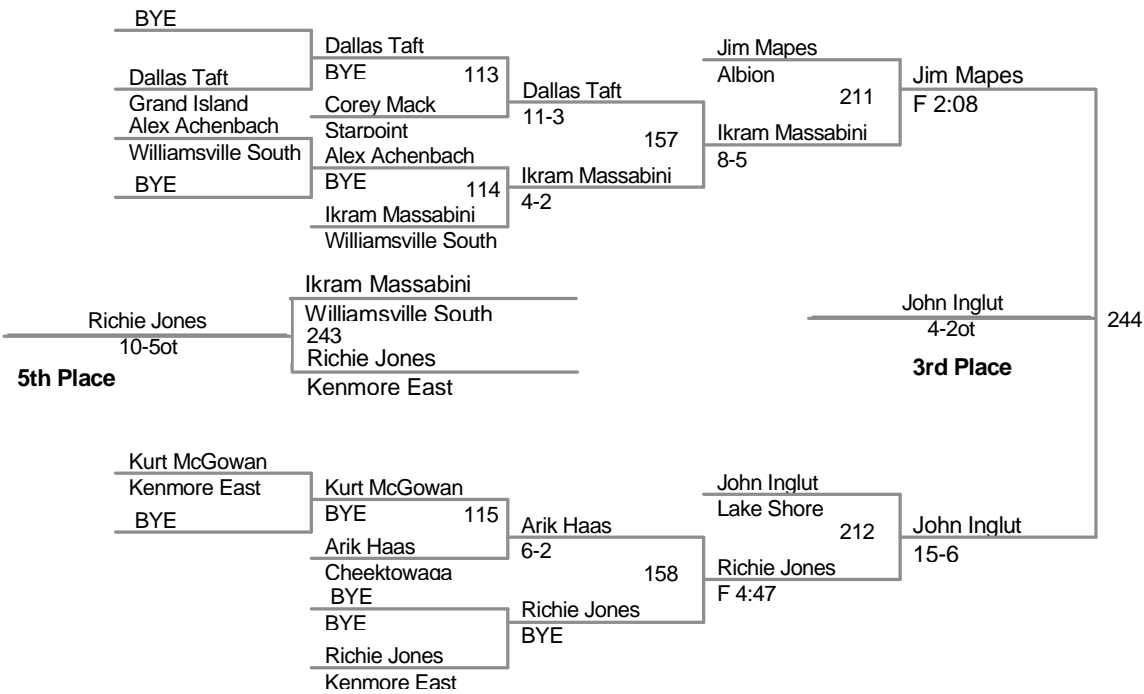 BYE
Dallas Taft
Grand Island
Alex Achenbach
Williamsville South
BYE
Dallas Taft
BYE
113
Corey Mack
Starpoint
Alex Achenbach
BYE
114
Ikram Massabini
Williamsville South
Dallas Taft
11-3
157
Ikram Massabini
4-2
Jim Mapes
Albion
211
Ikram Massabini
8-5
Jim Mapes
F 2:08
Ikram Massabini
Williamsville South
243
Richie Jones
Kenmore East
Richie Jones
10-5ot
5th Place
John Inglut
4-2ot
3rd Place
244
Kurt McGowan
Kenmore East
BYE
Kurt McGowan
BYE
115
Arik Haas
Cheektowaga
BYE
BYE
Richie Jones
Kenmore East
Arik Haas
6-2
158
Richie Jones
BYE
John Inglut
Lake Shore
212
Richie Jones
F 4:47
John Inglut
15-6